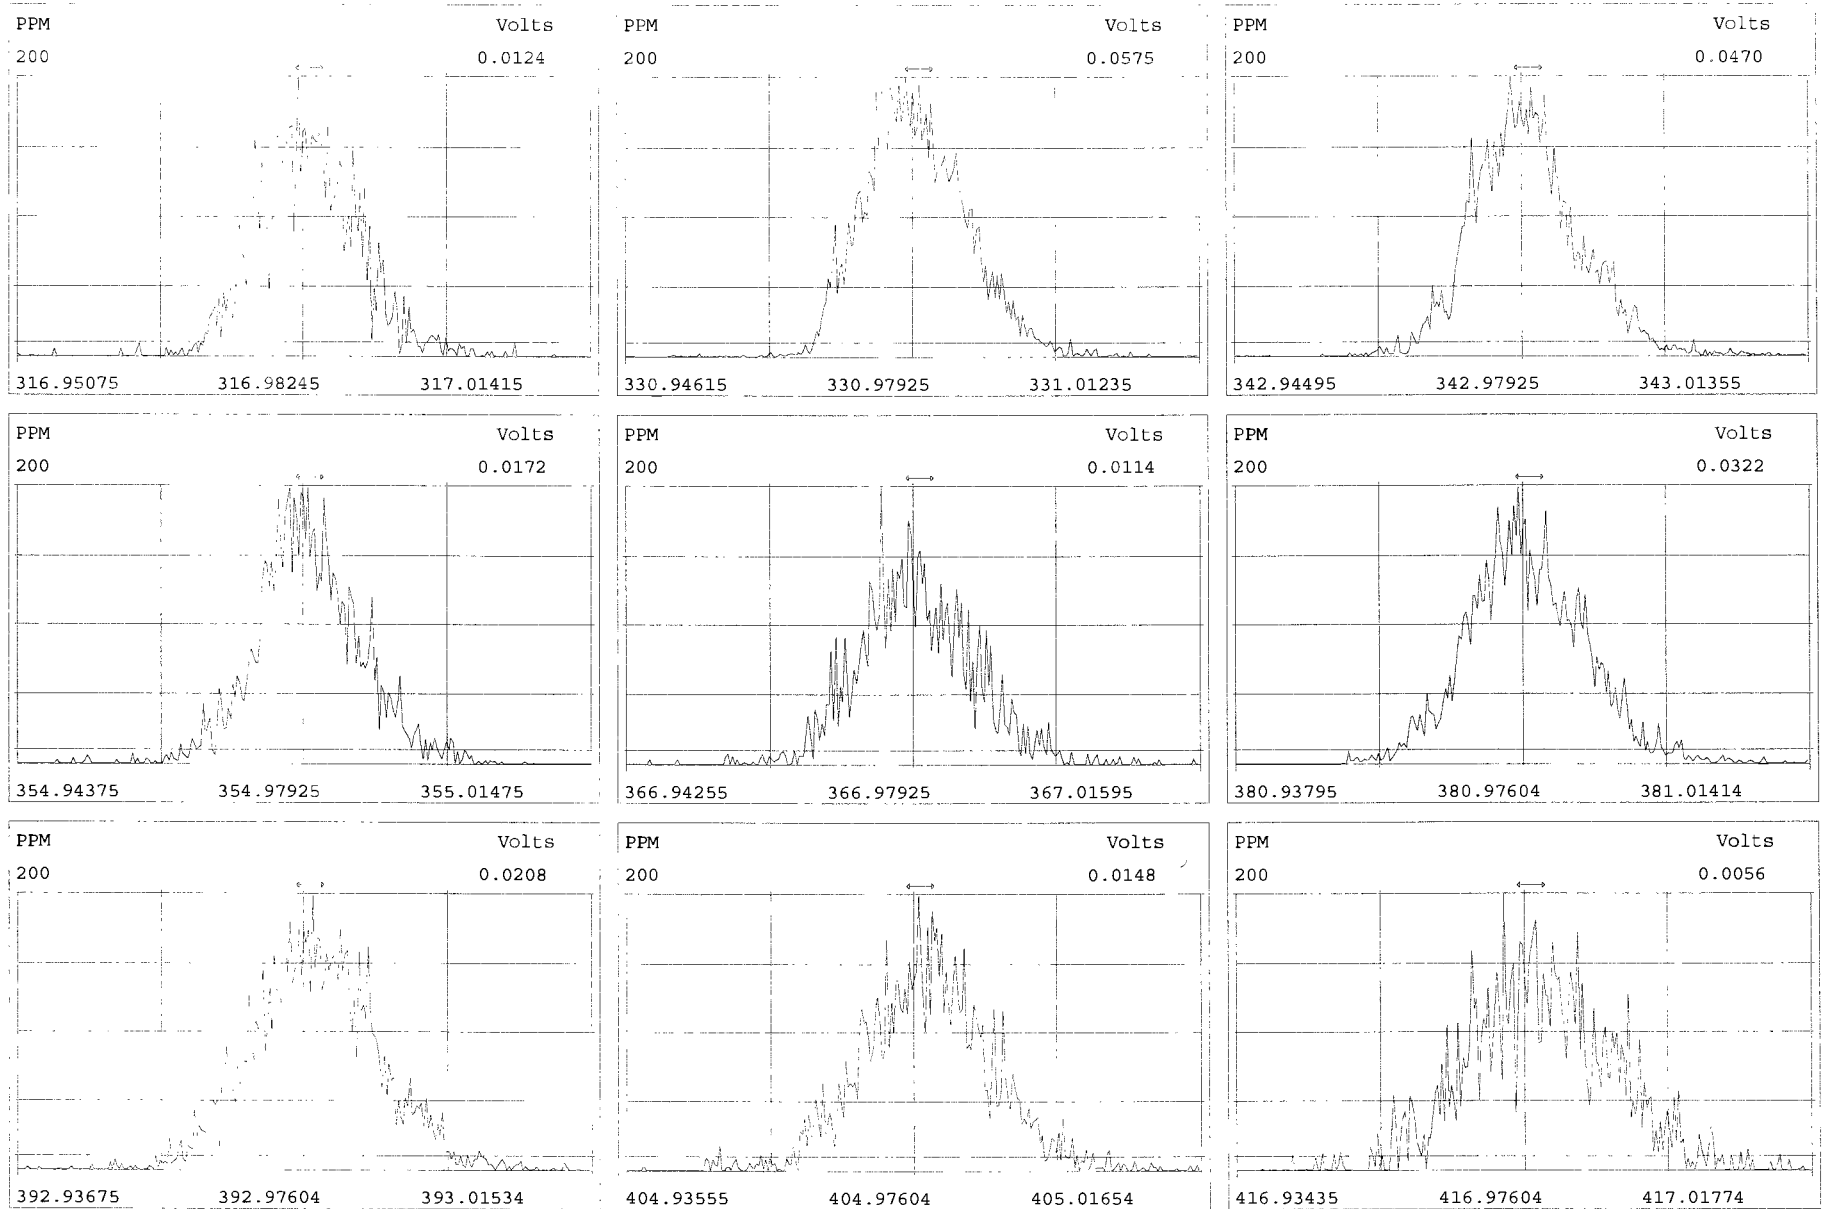 PPM Volts
200 0.0124
316.95075 316.98245 317.01415
PPM Volts
200 0.0575
330.94615 330.97925 331.01235
PPM Volts
200 0.0470
342.94495 342.97925 343.01355
PPM Volts
200 0.0172
354.94375 354.97925 355.01475
PPM Volts
200 0.0114
366.94255 366.97925 367.01595
PPM Volts
200 0.0322
380.93795 380.97604 381.01414
PPM Volts
200 0.0208
392.93675 392.97604 393.01534
PPM Volts
200 0.0148
404.93555 404.97604 405.01654
PPM Volts
200 0.0056
416.93435 416.97604 417.01774